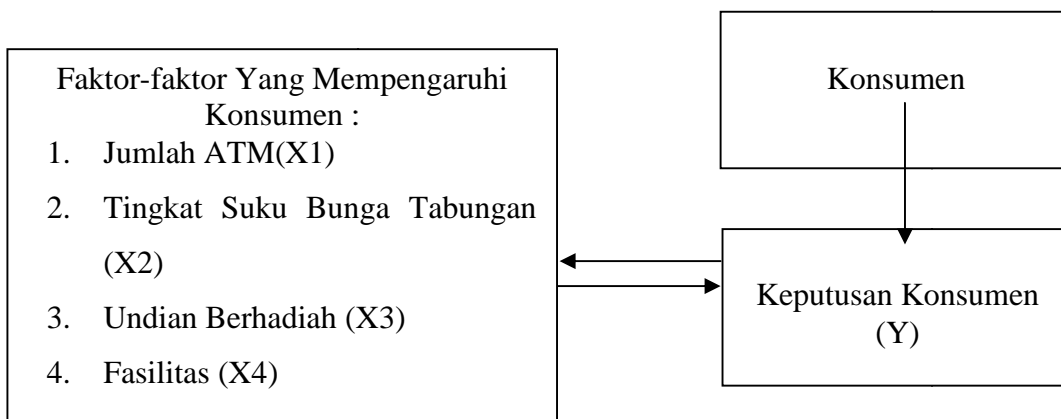 Faktor-faktor Yang Mempengaruhi
Konsumen :
1. Jumlah ATM(X1)
2. Tingkat Suku Bunga Tabungan
(X2)
3. Undian Berhadiah (X3)
4. Fasilitas (X4)
Konsumen
Keputusan Konsumen
(Y)